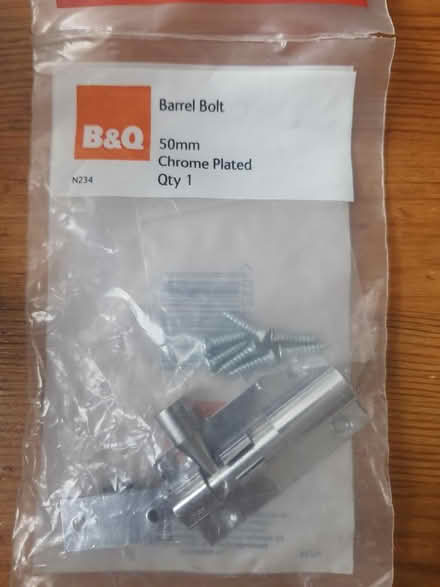 Barrel Bolt
B&Q
50mm
Chrome Plated
N234
Qty 1